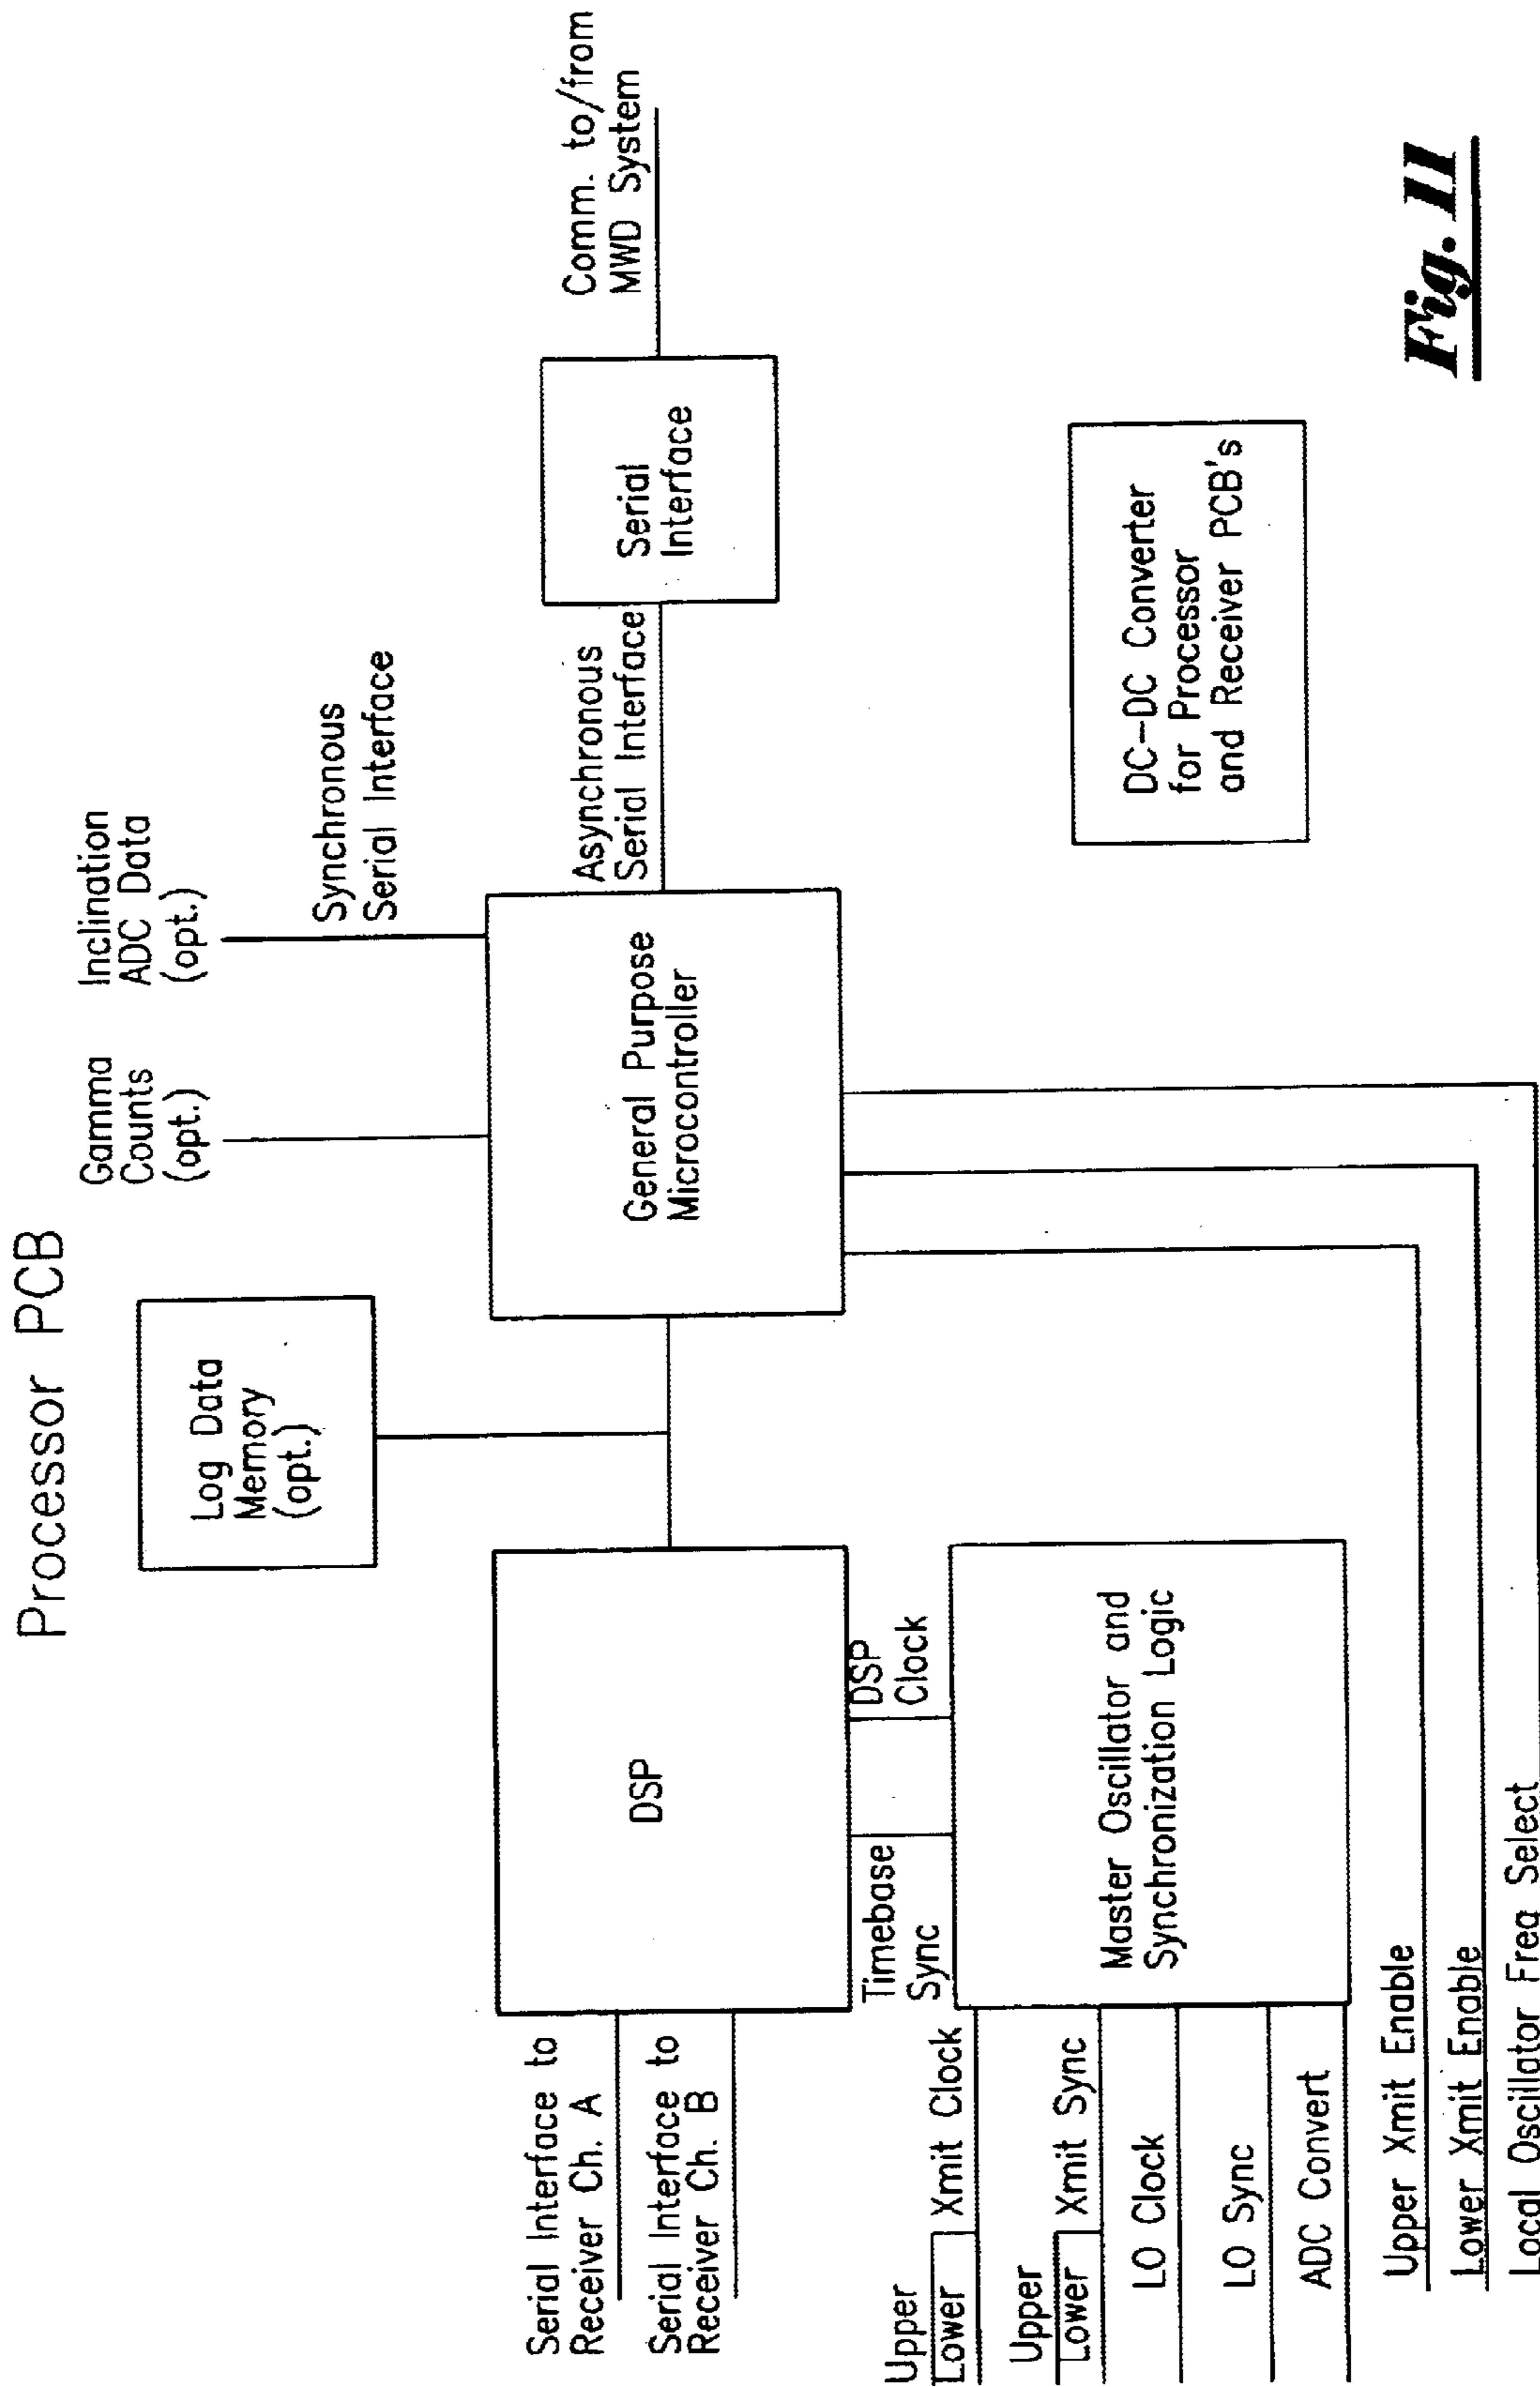 Processor PCB
Gamma
Counts
(opt.)
Inclination
ADC Data
(opt.)
Log Data
Memory
(opt.)
Synchronous
Serial Interface
Serial Interface to
Receiver Ch. A
Serial Interface to
Receiver Ch. B
DSP
General Purpose
Microcontroller
Asynchronous
Serial Interface
Serial
Interface
Comm. to/from
MWD System
Timebase
Sync
DSP
Clock
Upper
Lower Xmit Clock
Upper
Lower Xmit Sync
LO Clock
LO Sync
ADC Convert
Master Oscillator and
Synchronization Logic
DC-DC Converter
for Processor
and Receiver PCB's
Upper Xmit Enable
Lower Xmit Enable
Local Oscillator Freq Select
Fig. 11